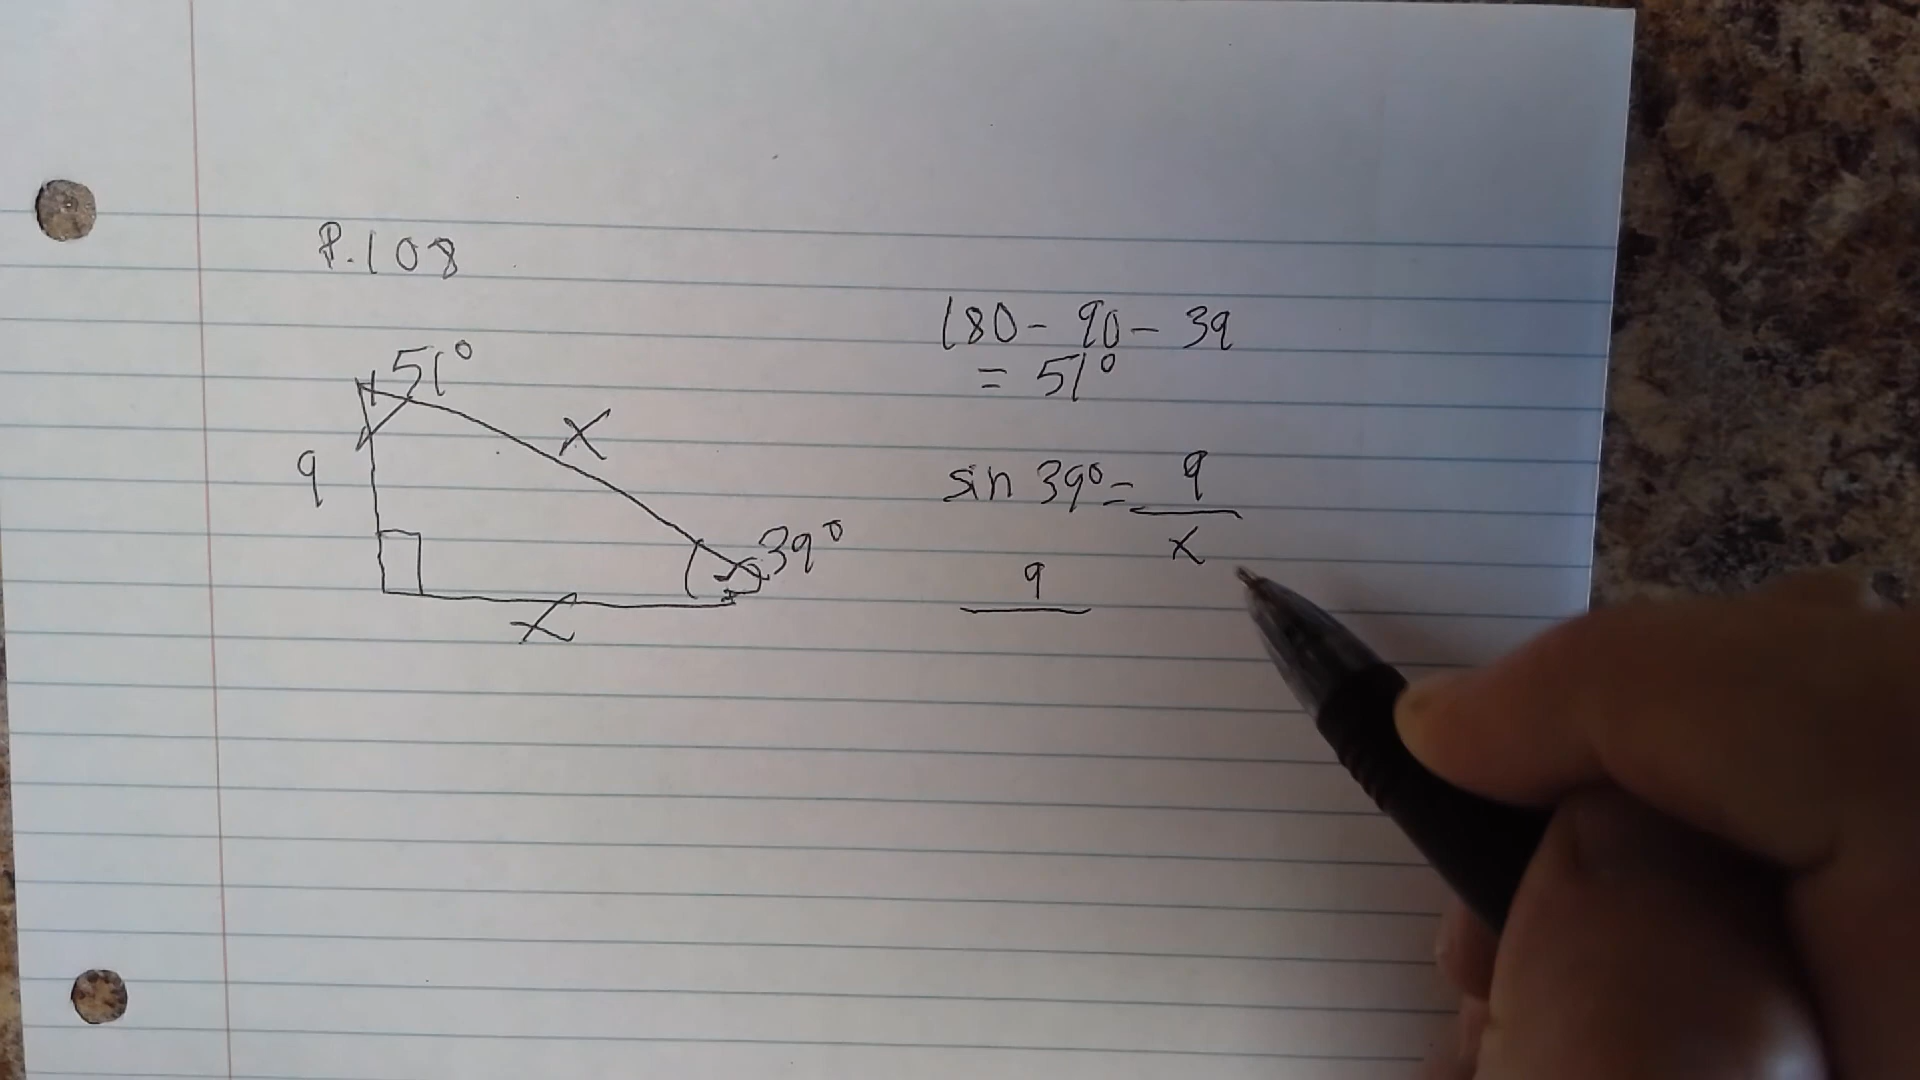 P.108
51°
x
9
39°
x
180 - 90 - 39
= 51°
sin 39° = 9
x
9